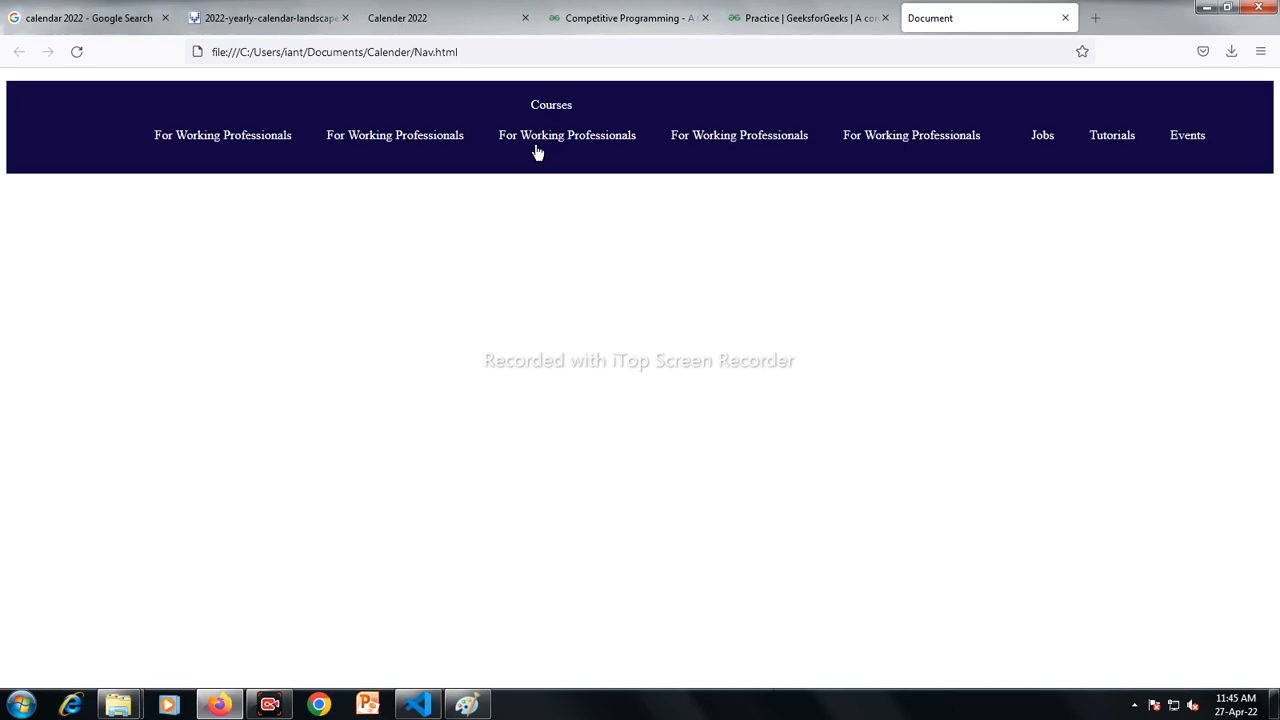 calendar 2022 - Google Search
2022-yearly-calendar-landscape
Calender 2022
Competitive Programming - A
Practice | GeeksforGeeks | A con
Document
file:///C:/Users/iant/Documents/Calender/Nav.html
Courses
For Working Professionals
For Working Professionals
For Working Professionals
For Working Professionals
For Working Professionals
Jobs
Tutorials
Events
Recorded with iTop Screen Recorder
11:45 AM
27-Apr-22